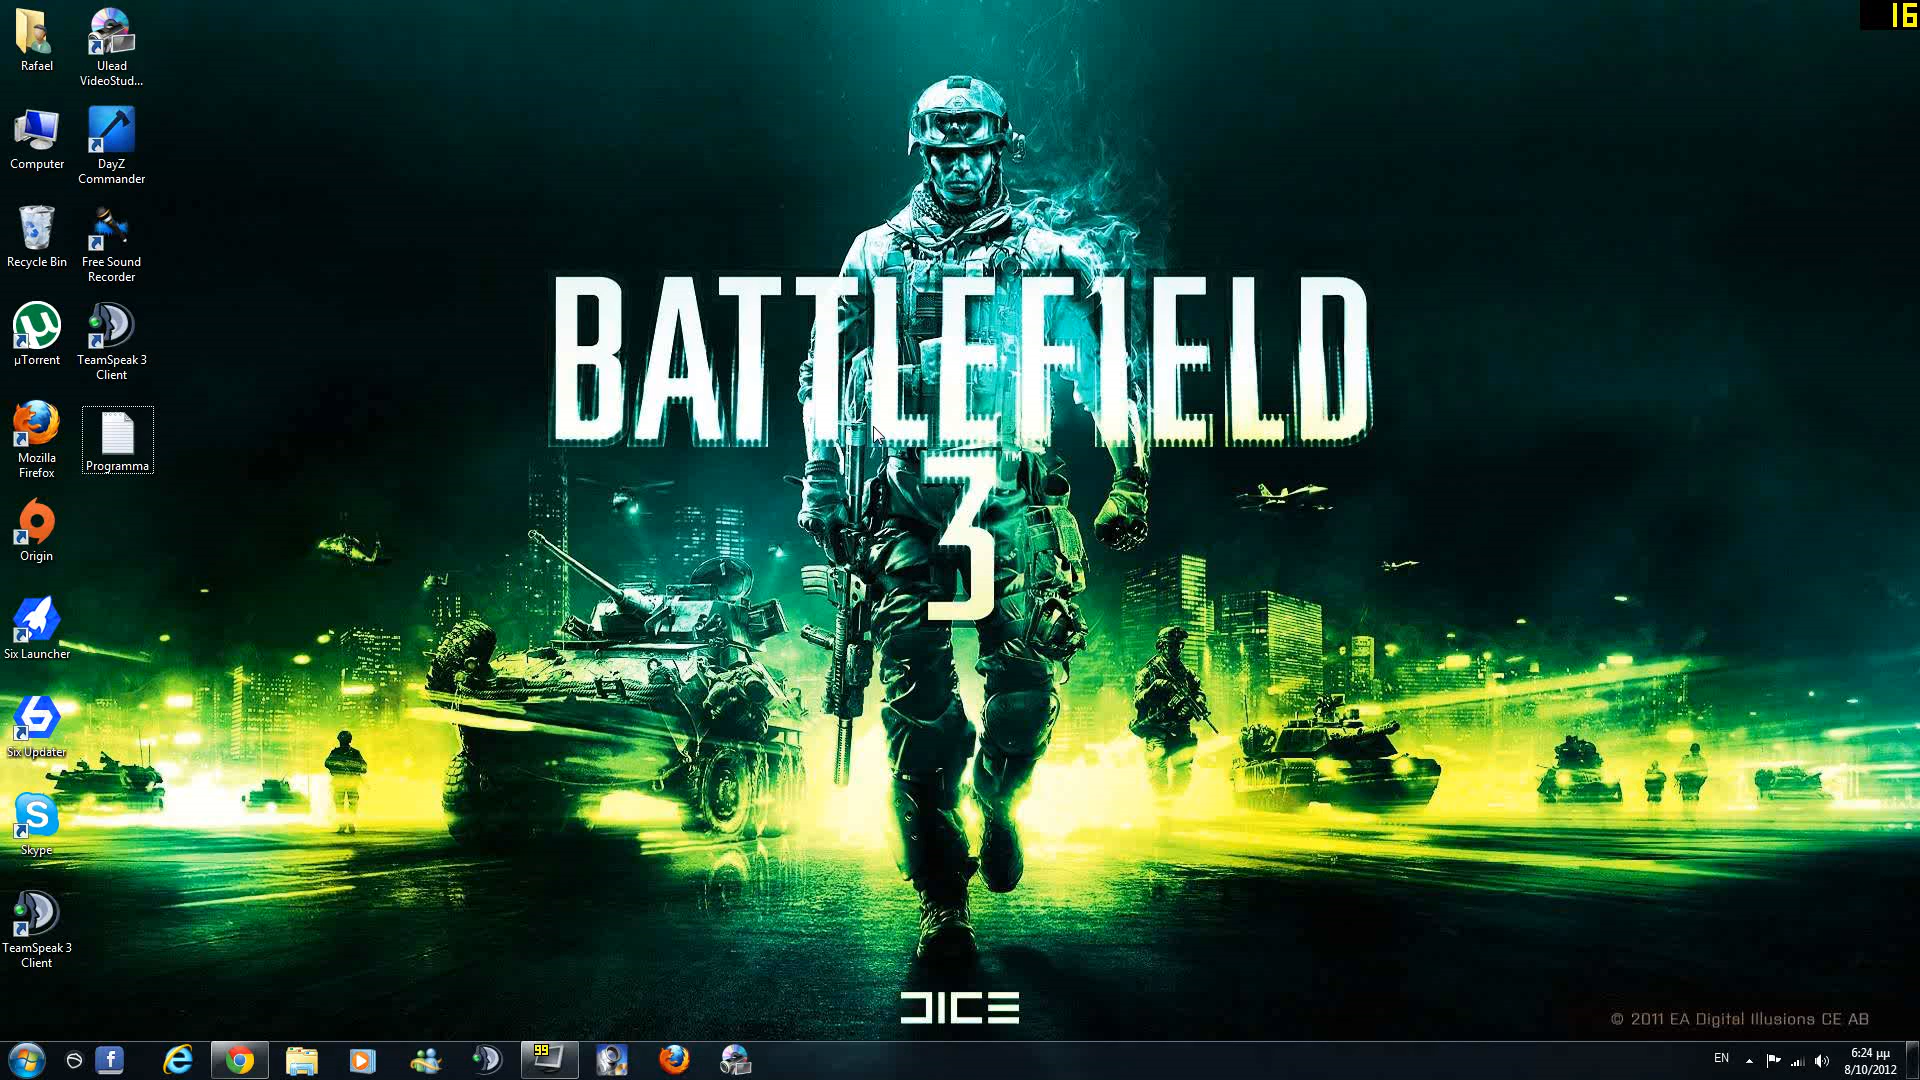 16
Rafael
Ulead
VideoStud...
Computer
DayZ
Commander
Recycle Bin
Free Sound
Recorder
µTorrent
TeamSpeak 3
Client
Mozilla
Firefox
Programma
Origin
Six Launcher
Six Updater
Skype
TeamSpeak 3
Client
BATTLEFIELD
3™
DICE
© 2011 EA Digital Illusions CE AB
99
EN
6:24 μμ
8/10/2012